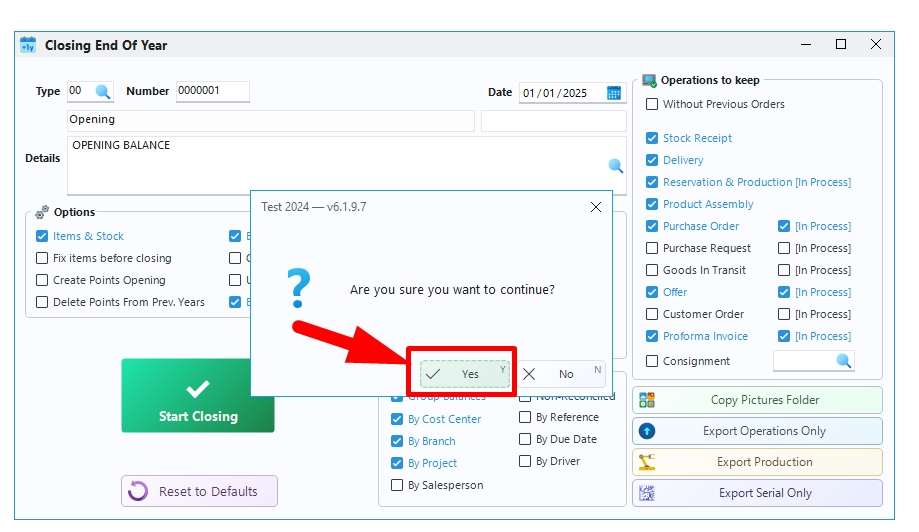 Closing End Of Year
Type 00 Number 0000001 Date 01/01/2025
Opening
Details OPENING BALANCE
Options
Items & Stock
Fix items before closing
Create Points Opening
Delete Points From Prev. Years
Start Closing
Reset to Defaults
Test 2024 — v6.1.9.7
Are you sure you want to continue?
Yes Y
No N
Group Balances
By Cost Center
By Branch
By Project
By Salesperson
Non-Reconciled
By Reference
By Due Date
By Driver
Operations to keep
Without Previous Orders
Stock Receipt
Delivery
Reservation & Production [In Process]
Product Assembly
Purchase Order [In Process]
Purchase Request [In Process]
Goods In Transit [In Process]
Offer [In Process]
Customer Order [In Process]
Proforma Invoice [In Process]
Consignment
Copy Pictures Folder
Export Operations Only
Export Production
Export Serial Only